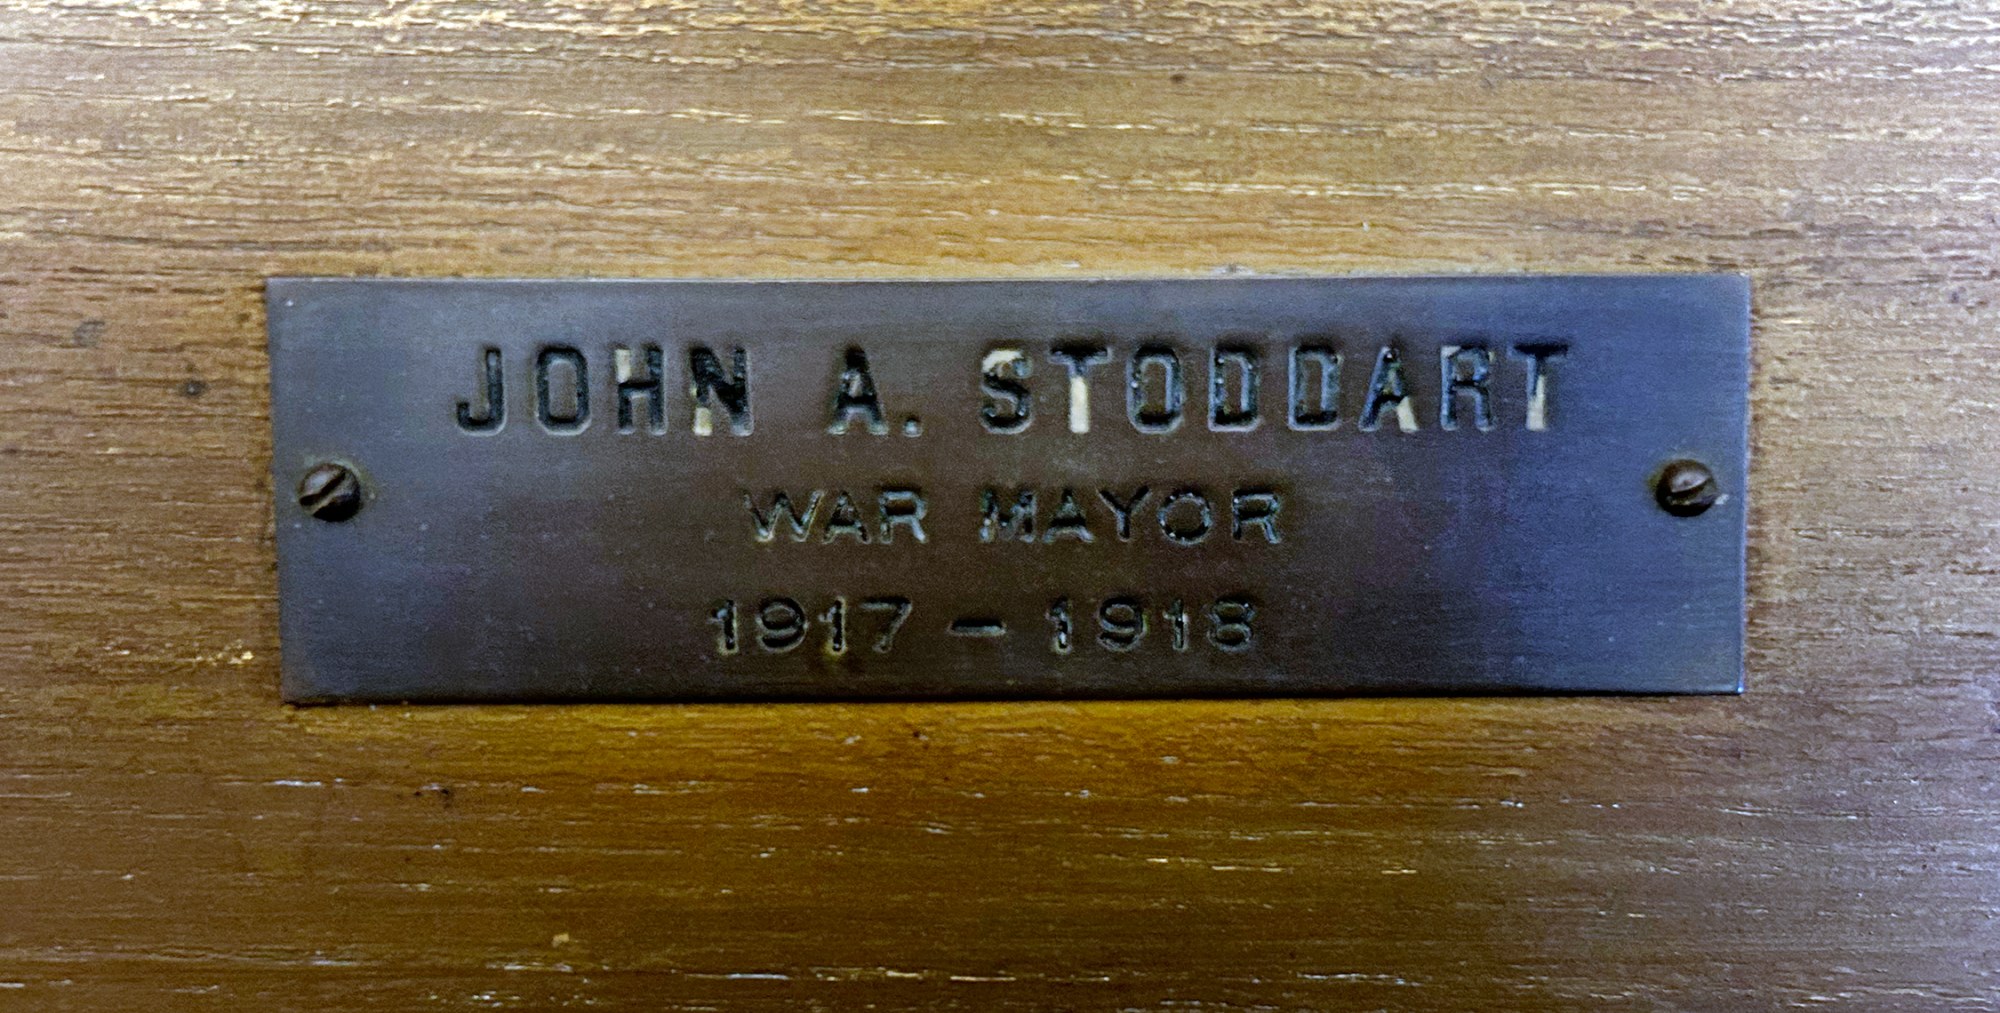 JOHN A. STODDART
WAR MAYOR
1917 - 1918